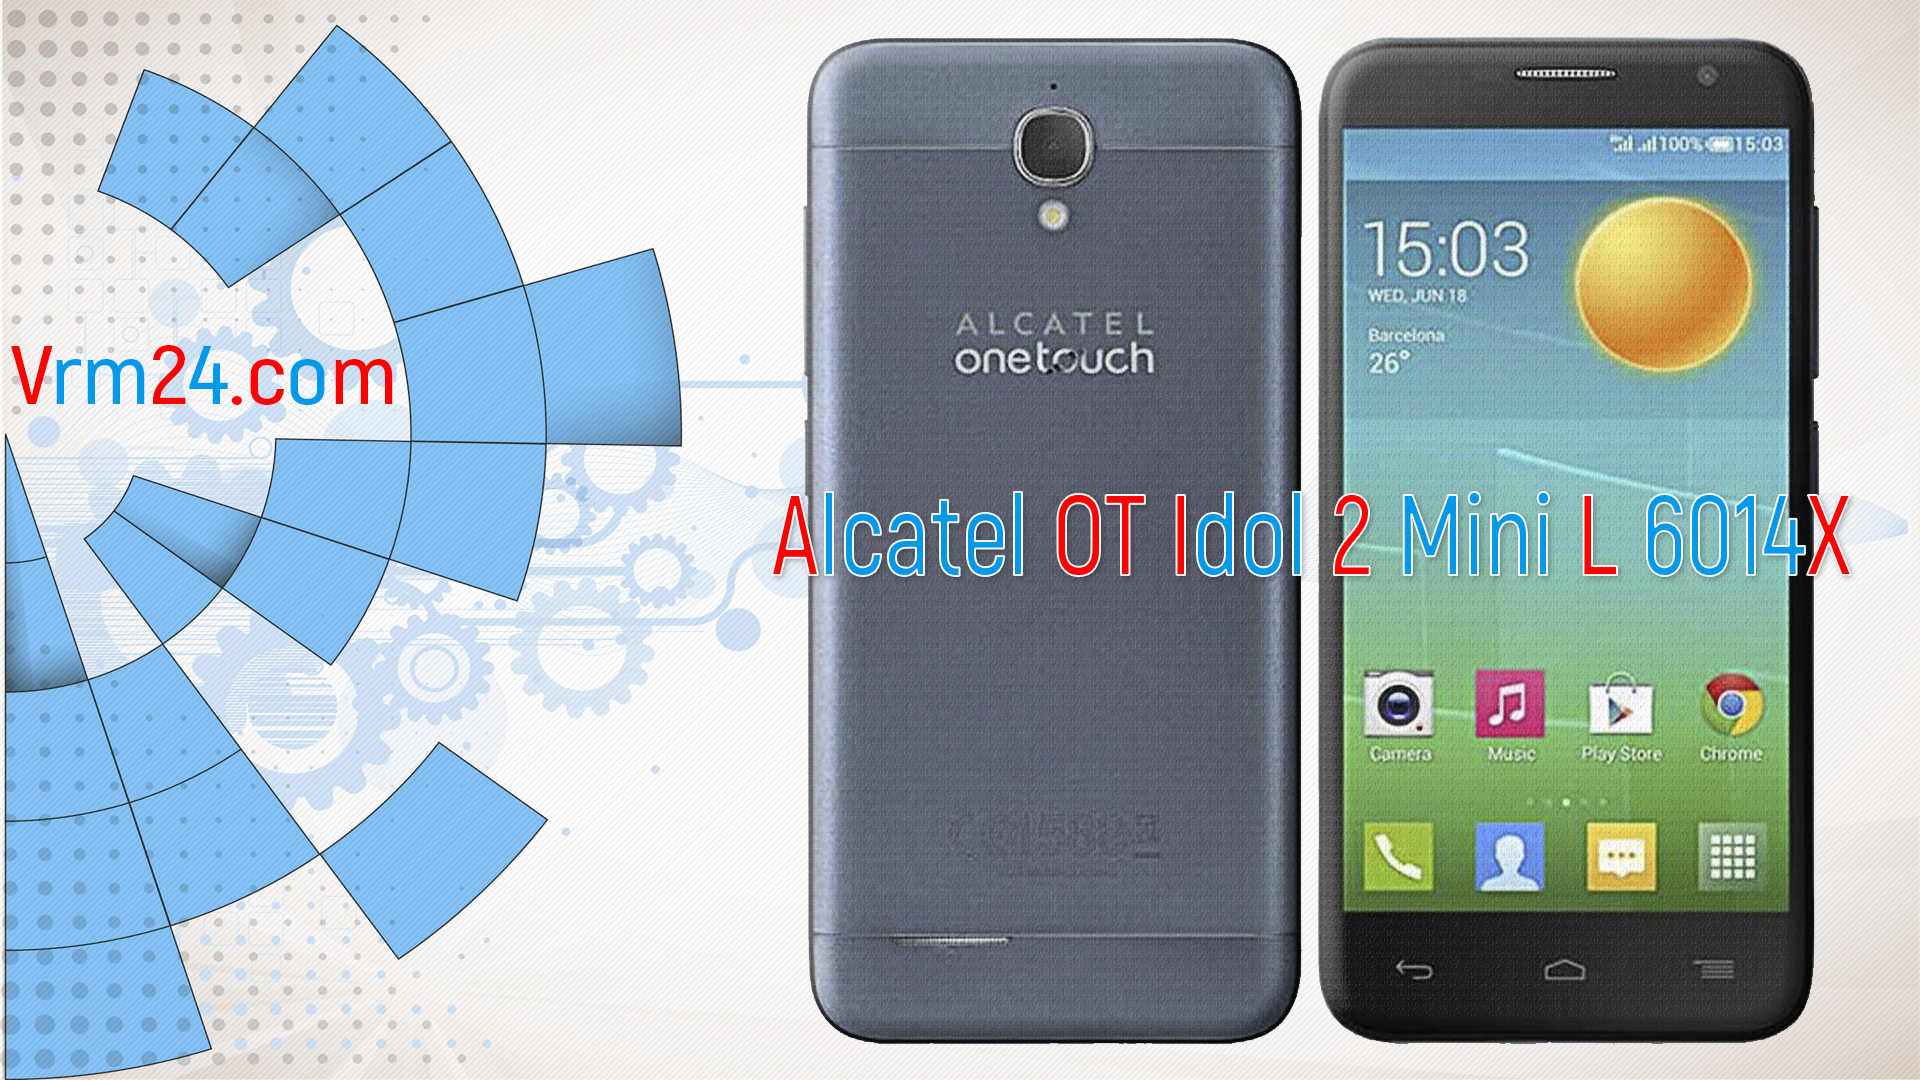 Vrm24.com
ALCATEL
onetouch
Alcatel OT Idol 2 Mini L 6014X
100% 15:03
15:03
WED, JUN 18
Barcelona
26°
Camera Music Play Store Chrome